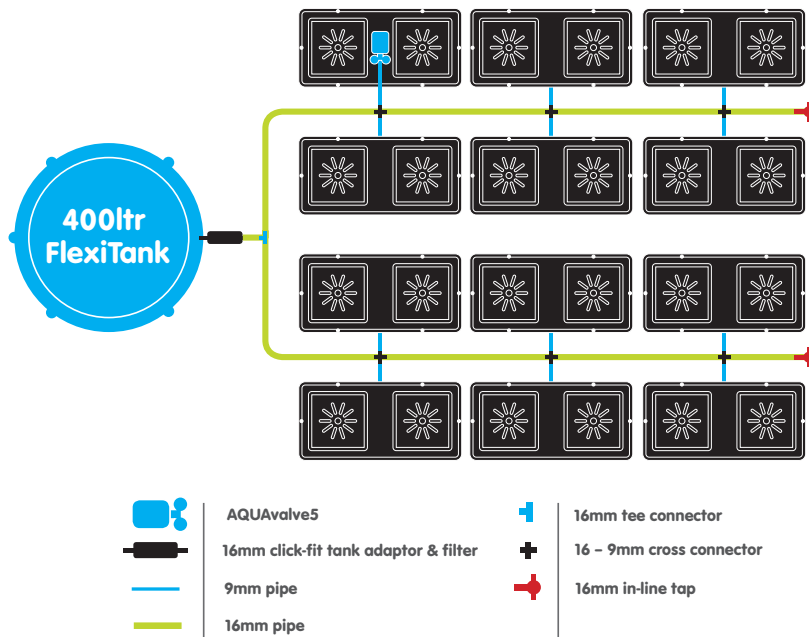 400ltr
FlexiTank
AQUAvalve5
16mm click-fit tank adaptor & filter
9mm pipe
16mm pipe
16mm tee connector
16 – 9mm cross connector
16mm in-line tap